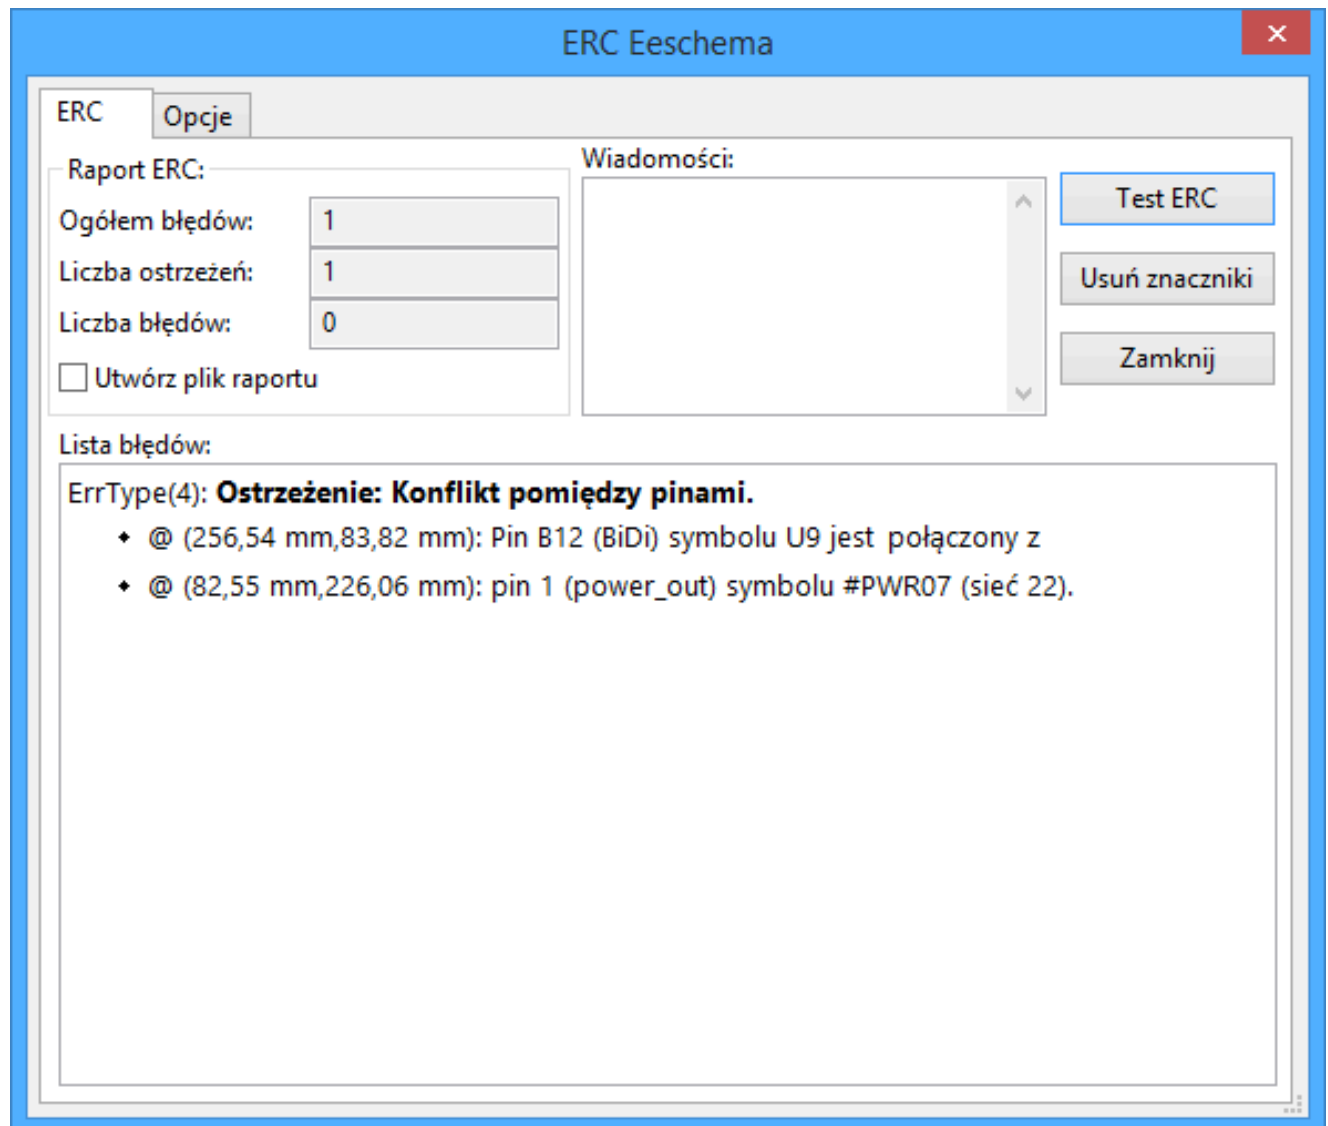 ERC Eeschema
ERC
Opcje
Raport ERC:
Ogółem błędów: 1
Liczba ostrzeżeń: 1
Liczba błędów: 0
Utwórz plik raportu
Wiadomości:
Test ERC
Usuń znaczniki
Zamknij
Lista błędów:
ErrType(4): Ostrzeżenie: Konflikt pomiędzy pinami.
@ (256,54 mm,83,82 mm): Pin B12 (BiDi) symbolu U9 jest połączony z
@ (82,55 mm,226,06 mm): pin 1 (power_out) symbolu #PWR07 (sieć 22).